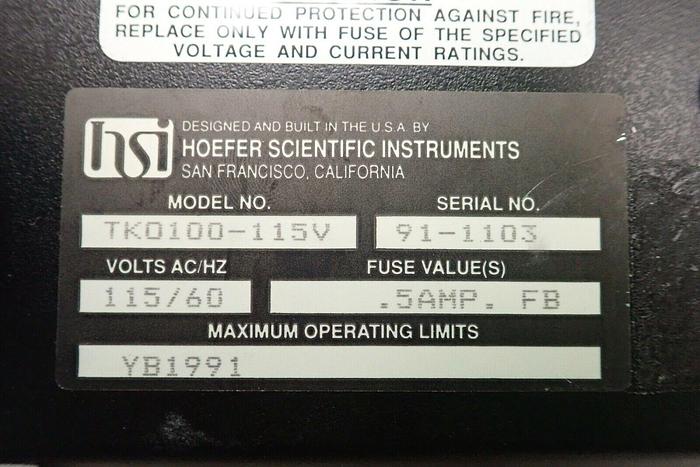 FOR CONTINUED PROTECTION AGAINST FIRE,
REPLACE ONLY WITH FUSE OF THE SPECIFIED
VOLTAGE AND CURRENT RATINGS.
hsi
DESIGNED AND BUILT IN THE U.S.A. BY
HOEFER SCIENTIFIC INSTRUMENTS
SAN FRANCISCO, CALIFORNIA
MODEL NO. SERIAL NO.
TKO100-115V 91-1103
VOLTS AC/HZ FUSE VALUE(S)
115/60 .5AMP. FB
MAXIMUM OPERATING LIMITS
YB1991